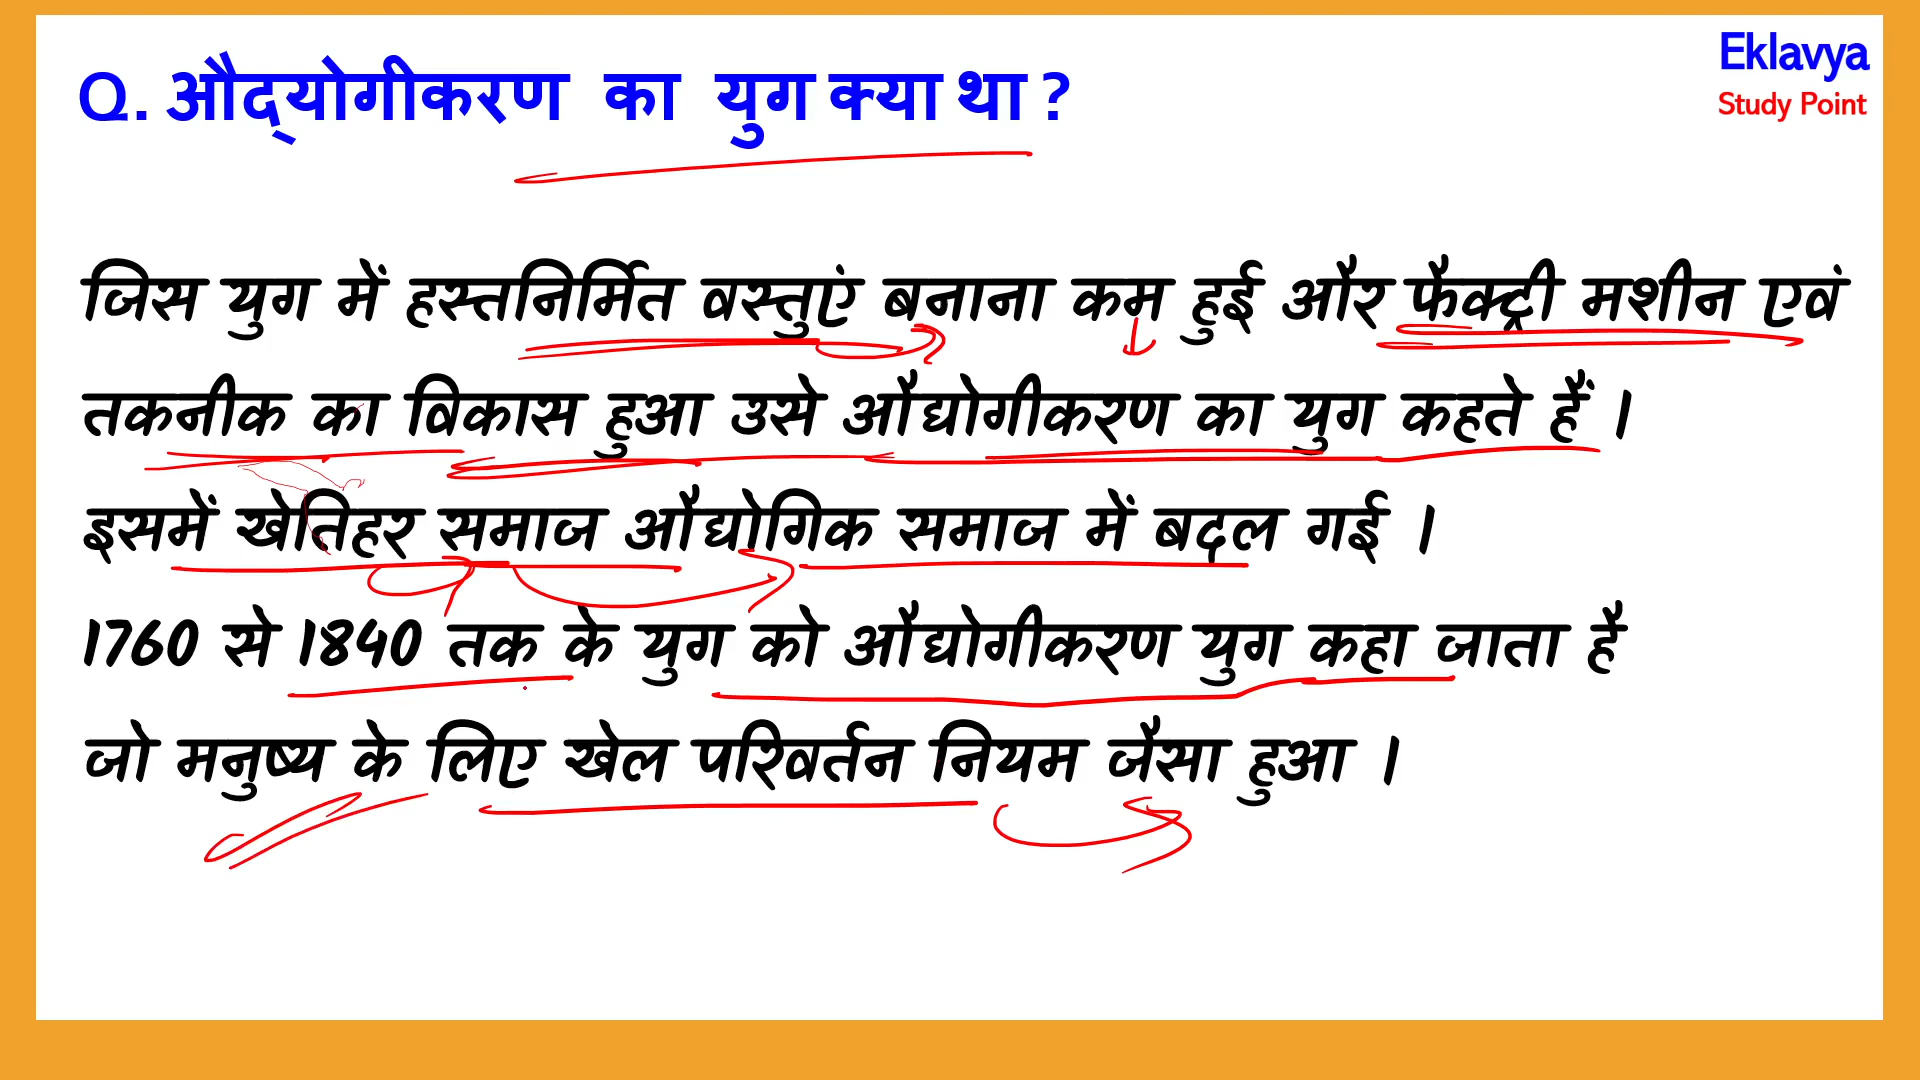 Eklavya
Study Point
Q. औद्योगीकरण का युग क्या था ?
जिस युग में हस्तनिर्मित वस्तुएं बनाना कम हुई और फैक्ट्री मशीन एवं
तकनीक का विकास हुआ उसे औद्योगीकरण का युग कहते हैं ।
इसमें खेतिहर समाज औद्योगिक समाज में बदल गई ।
1760 से 1840 तक के युग को औद्योगीकरण युग कहा जाता है
जो मनुष्य के लिए खेल परिवर्तन नियम जैसा हुआ ।